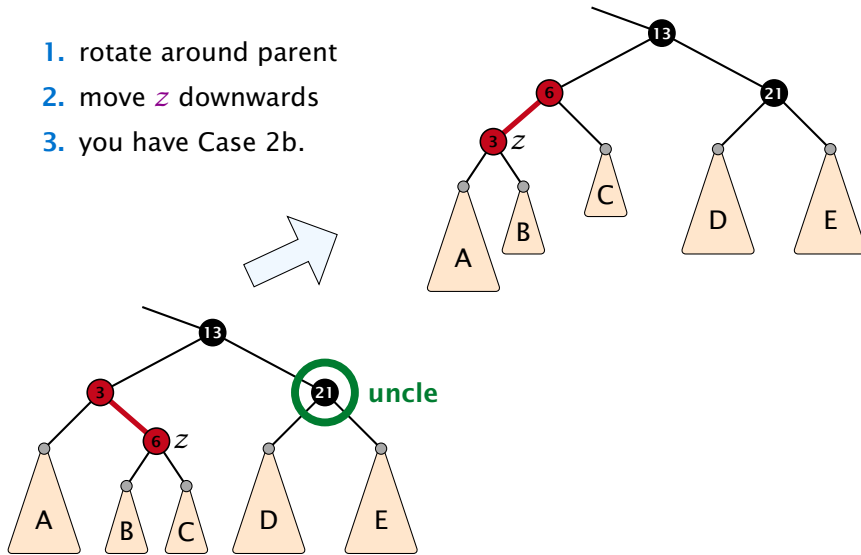 1. rotate around parent
2. move z downwards
3. you have Case 2b.
13
6
21
3 z
C
B
A
D
E
13
3
21
uncle
6 z
A
B
C
D
E